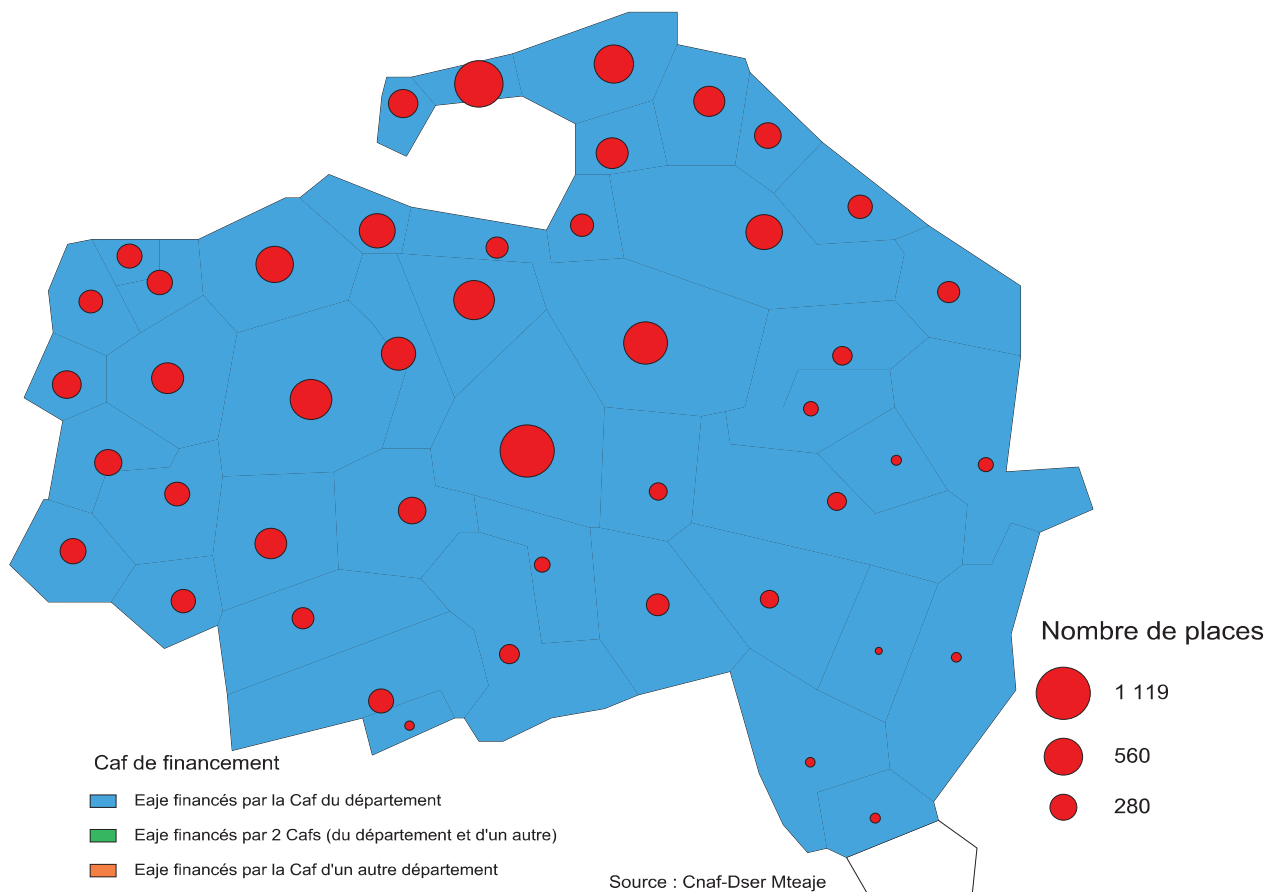 Nombre de places
1 119
560
280
Caf de financement
Eaje financés par la Caf du département
Eaje financés par 2 Cafs (du département et d'un autre)
Eaje financés par la Caf d'un autre département
Source : Cnaf-Dser Mteaje